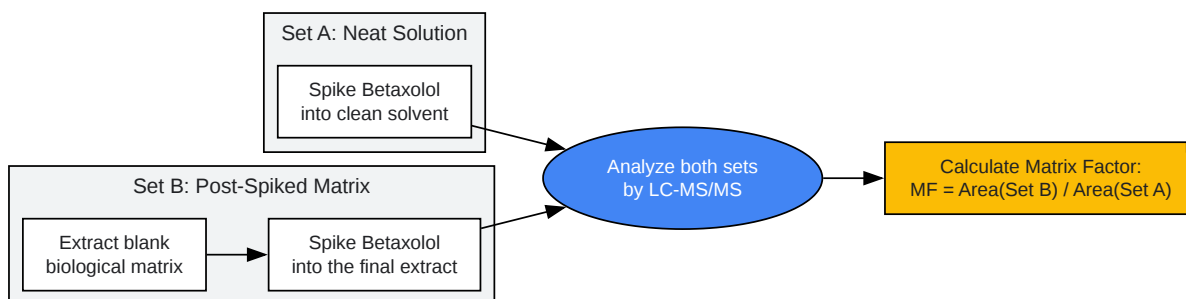 Set A: Neat Solution
Spike Betaxolol
into clean solvent
Set B: Post-Spiked Matrix
Extract blank
biological matrix
Spike Betaxolol
into the final extract
Analyze both sets
by LC-MS/MS
Calculate Matrix Factor:
MF = Area(Set B) / Area(Set A)